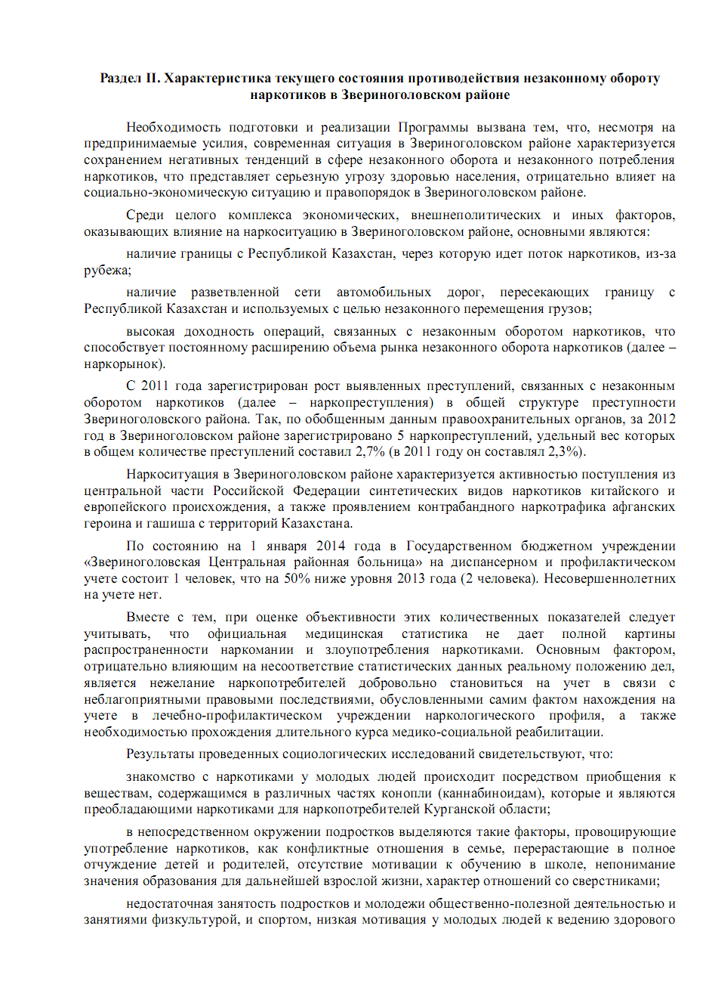 Раздел II. Характеристика текущего состояния противодействия незаконному обороту
наркотиков в Звериноголовском районе
Необходимость подготовки и реализации Программы вызвана тем, что, несмотря на
предпринимаемые усилия, современная ситуация в Звериноголовском районе характеризуется
сохранением негативных тенденций в сфере незаконного оборота и незаконного потребления
наркотиков, что представляет серьезную угрозу здоровью населения, отрицательно влияет на
социально-экономическую ситуацию и правопорядок в Звериноголовском районе.
Среди целого комплекса экономических, внешнеполитических и иных факторов,
оказывающих влияние на наркоситуацию в Звериноголовском районе, основными являются:
наличие границы с Республикой Казахстан, через которую идет поток наркотиков, из-за
рубежа;
наличие разветвленной сети автомобильных дорог, пересекающих границу с
Республикой Казахстан и используемых с целью незаконного перемещения грузов;
высокая доходность операций, связанных с незаконным оборотом наркотиков, что
способствует постоянному расширению объема рынка незаконного оборота наркотиков (далее –
наркорынок).
С 2011 года зарегистрирован рост выявленных преступлений, связанных с незаконным
оборотом наркотиков (далее – наркопреступления) в общей структуре преступности
Звериноголовского района. Так, по обобщенным данным правоохранительных органов, за 2012
год в Звериноголовском районе зарегистрировано 5 наркопреступлений, удельный вес которых
в общем количестве преступлений составил 2,7% (в 2011 году он составлял 2,3%).
Наркоситуация в Звериноголовском районе характеризуется активностью поступления из
центральной части Российской Федерации синтетических видов наркотиков китайского и
европейского происхождения, а также проявлением контрабандного наркотрафика афганских
героина и гашиша с территорий Казахстана.
По состоянию на 1 января 2014 года в Государственном бюджетном учреждении
«Звериноголовская Центральная районная больница» на диспансерном и профилактическом
учете состоит 1 человек, что на 50% ниже уровня 2013 года (2 человека). Несовершеннолетних
на учете нет.
Вместе с тем, при оценке объективности этих количественных показателей следует
учитывать, что официальная медицинская статистика не дает полной картины
распространенности наркомании и злоупотребления наркотиками. Основным фактором,
отрицательно влияющим на несоответствие статистических данных реальному положению дел,
является нежелание наркопотребителей добровольно становиться на учет в связи с
неблагоприятными правовыми последствиями, обусловленными самим фактом нахождения на
учете в лечебно-профилактическом учреждении наркологического профиля, а также
необходимостью прохождения длительного курса медико-социальной реабилитации.
Результаты проведенных социологических исследований свидетельствуют, что:
знакомство с наркотиками у молодых людей происходит посредством приобщения к
веществам, содержащимся в различных частях конопли (каннабиноидам), которые и являются
преобладающими наркотиками для наркопотребителей Курганской области;
в непосредственном окружении подростков выделяются такие факторы, провоцирующие
употребление наркотиков, как конфликтные отношения в семье, перерастающие в полное
отчуждение детей и родителей, отсутствие мотивации к обучению в школе, непонимание
значения образования для дальнейшей взрослой жизни, характер отношений со сверстниками;
недостаточная занятость подростков и молодежи общественно-полезной деятельностью и
занятиями физкультурой, и спортом, низкая мотивация у молодых людей к ведению здорового